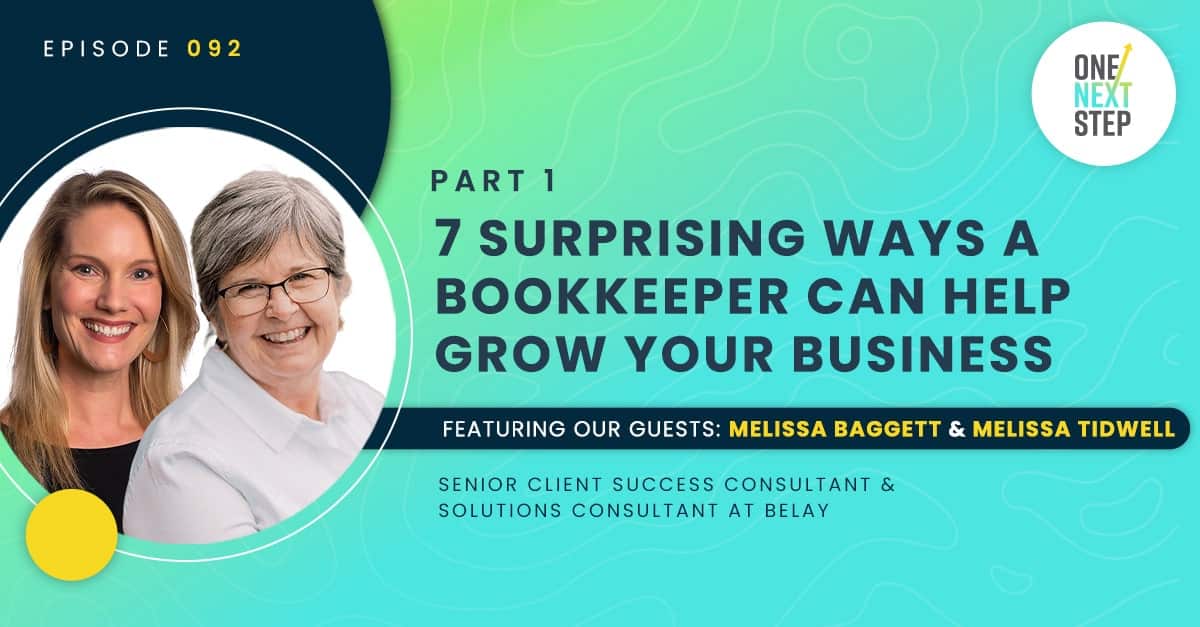 EPISODE 092
ONE
NEXT
STEP
PART 1
7 SURPRISING WAYS A
BOOKKEEPER CAN HELP
GROW YOUR BUSINESS
FEATURING OUR GUESTS: MELISSA BAGGETT & MELISSA TIDWELL
SENIOR CLIENT SUCCESS CONSULTANT &
SOLUTIONS CONSULTANT AT BELAY